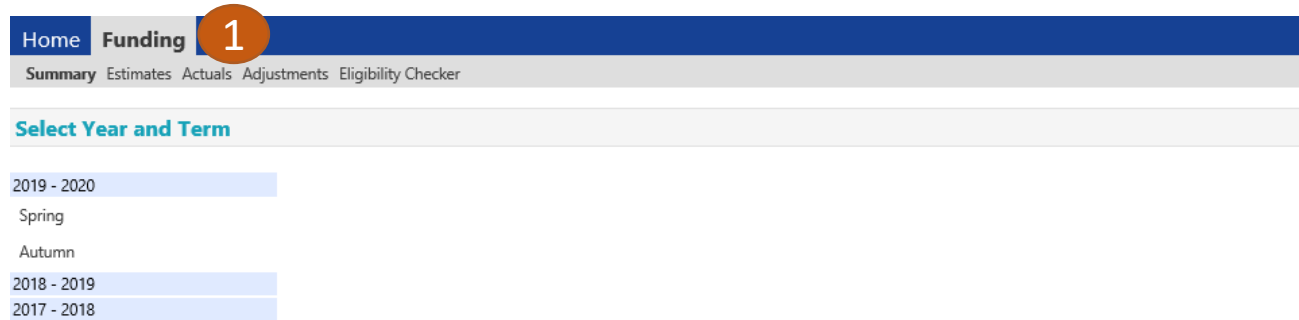 Home Funding 1
Summary Estimates Actuals Adjustments Eligibility Checker
Select Year and Term
2019 - 2020
Spring
Autumn
2018 - 2019
2017 - 2018